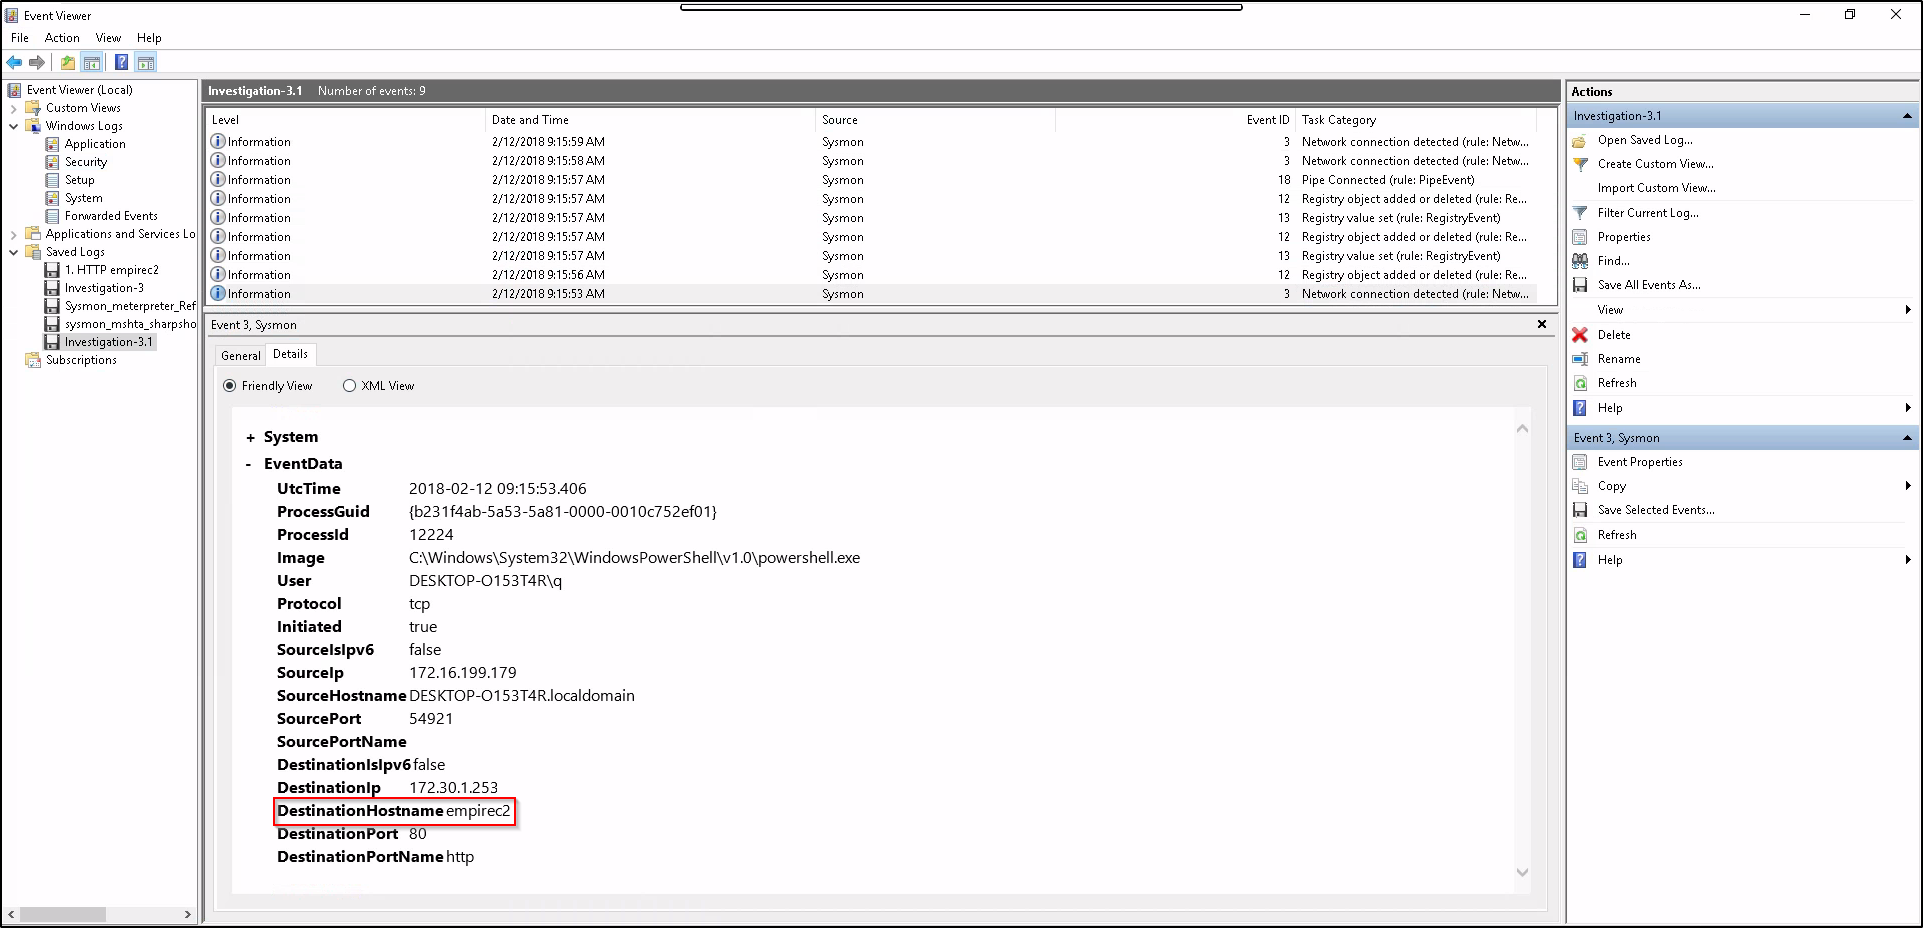 Event Viewer
File Action View Help
Event Viewer (Local)
Custom Views
Windows Logs
Application
Security
Setup
System
Forwarded Events
Applications and Services Lo
Saved Logs
1. HTTP empirec2
Investigation-3
Sysmon_meterpreter_Ref
sysmon_mshta_sharpsho
Investigation-3.1
Subscriptions
Investigation-3.1 Number of events: 9
Level Date and Time Source Event ID Task Category
Information 2/12/2018 9:15:59 AM Sysmon 3 Network connection detected (rule: Netw...
Information 2/12/2018 9:15:58 AM Sysmon 3 Network connection detected (rule: Netw...
Information 2/12/2018 9:15:57 AM Sysmon 18 Pipe Connected (rule: PipeEvent)
Information 2/12/2018 9:15:57 AM Sysmon 12 Registry object added or deleted (rule: Re...
Information 2/12/2018 9:15:57 AM Sysmon 13 Registry value set (rule: RegistryEvent)
Information 2/12/2018 9:15:57 AM Sysmon 12 Registry object added or deleted (rule: Re...
Information 2/12/2018 9:15:57 AM Sysmon 13 Registry value set (rule: RegistryEvent)
Information 2/12/2018 9:15:56 AM Sysmon 12 Registry object added or deleted (rule: Re...
Information 2/12/2018 9:15:53 AM Sysmon 3 Network connection detected (rule: Netw...
Event 3, Sysmon
General Details
Friendly View XML View
+ System
- EventData
UtcTime 2018-02-12 09:15:53.406
ProcessGuid {b231f4ab-5a53-5a81-0000-0010c752ef01}
ProcessId 12224
Image C:\Windows\System32\WindowsPowerShell\v1.0\powershell.exe
User DESKTOP-O153T4R\q
Protocol tcp
Initiated true
SourceIsIpv6 false
SourceIp 172.16.199.179
SourceHostname DESKTOP-O153T4R.localdomain
SourcePort 54921
SourcePortName
DestinationIsIpv6 false
DestinationIp 172.30.1.253
DestinationHostname empirec2
DestinationPort 80
DestinationPortName http
Actions
Investigation-3.1
Open Saved Log...
Create Custom View...
Import Custom View...
Filter Current Log...
Properties
Find...
Save All Events As...
View
Delete
Rename
Refresh
Help
Event 3, Sysmon
Event Properties
Copy
Save Selected Events...
Refresh
Help